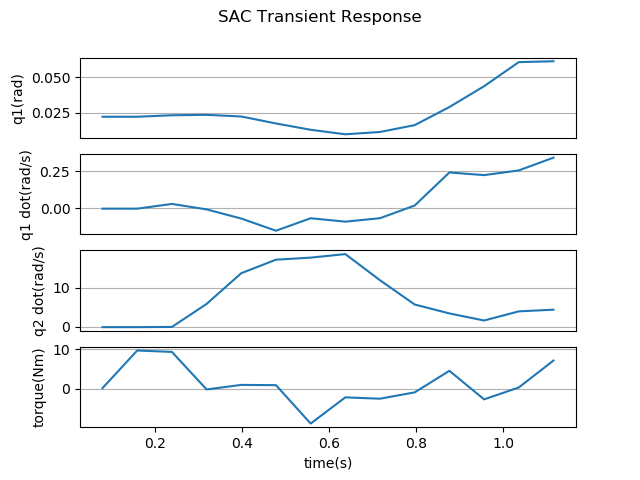 SAC Transient Response
0.050
0.025
q1(rad)
0.25
0.00
q1 dot(rad/s)
10
0
q2 dot(rad/s)
10
0
torque(Nm)
0.2 0.4 0.6 0.8 1.0
time(s)